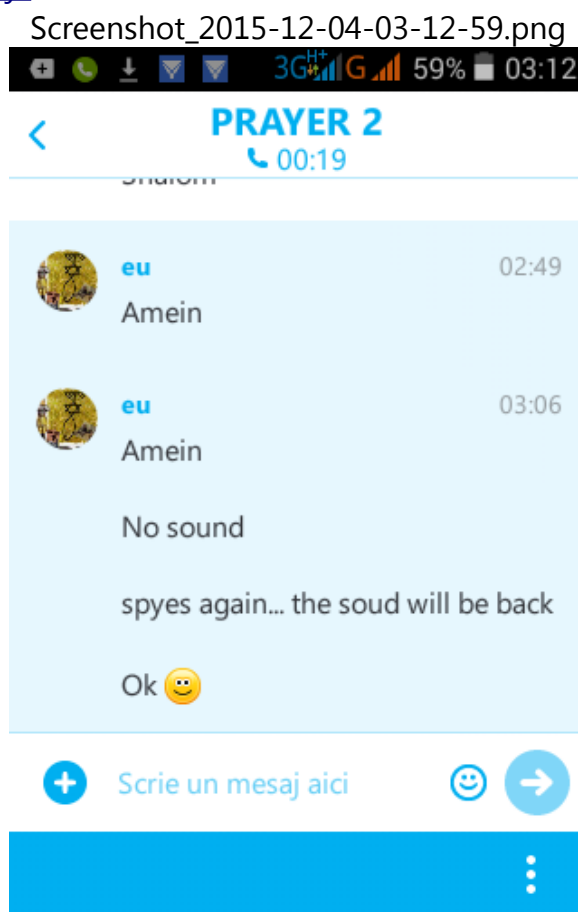 Screenshot_2015-12-04-03-12-59.png
3G H+ G 59% 03:12
PRAYER 2
00:19
Shalom
eu 02:49
Amein
eu 03:06
Amein
No sound
spyes again... the soud will be back
Ok
Scrie un mesaj aici